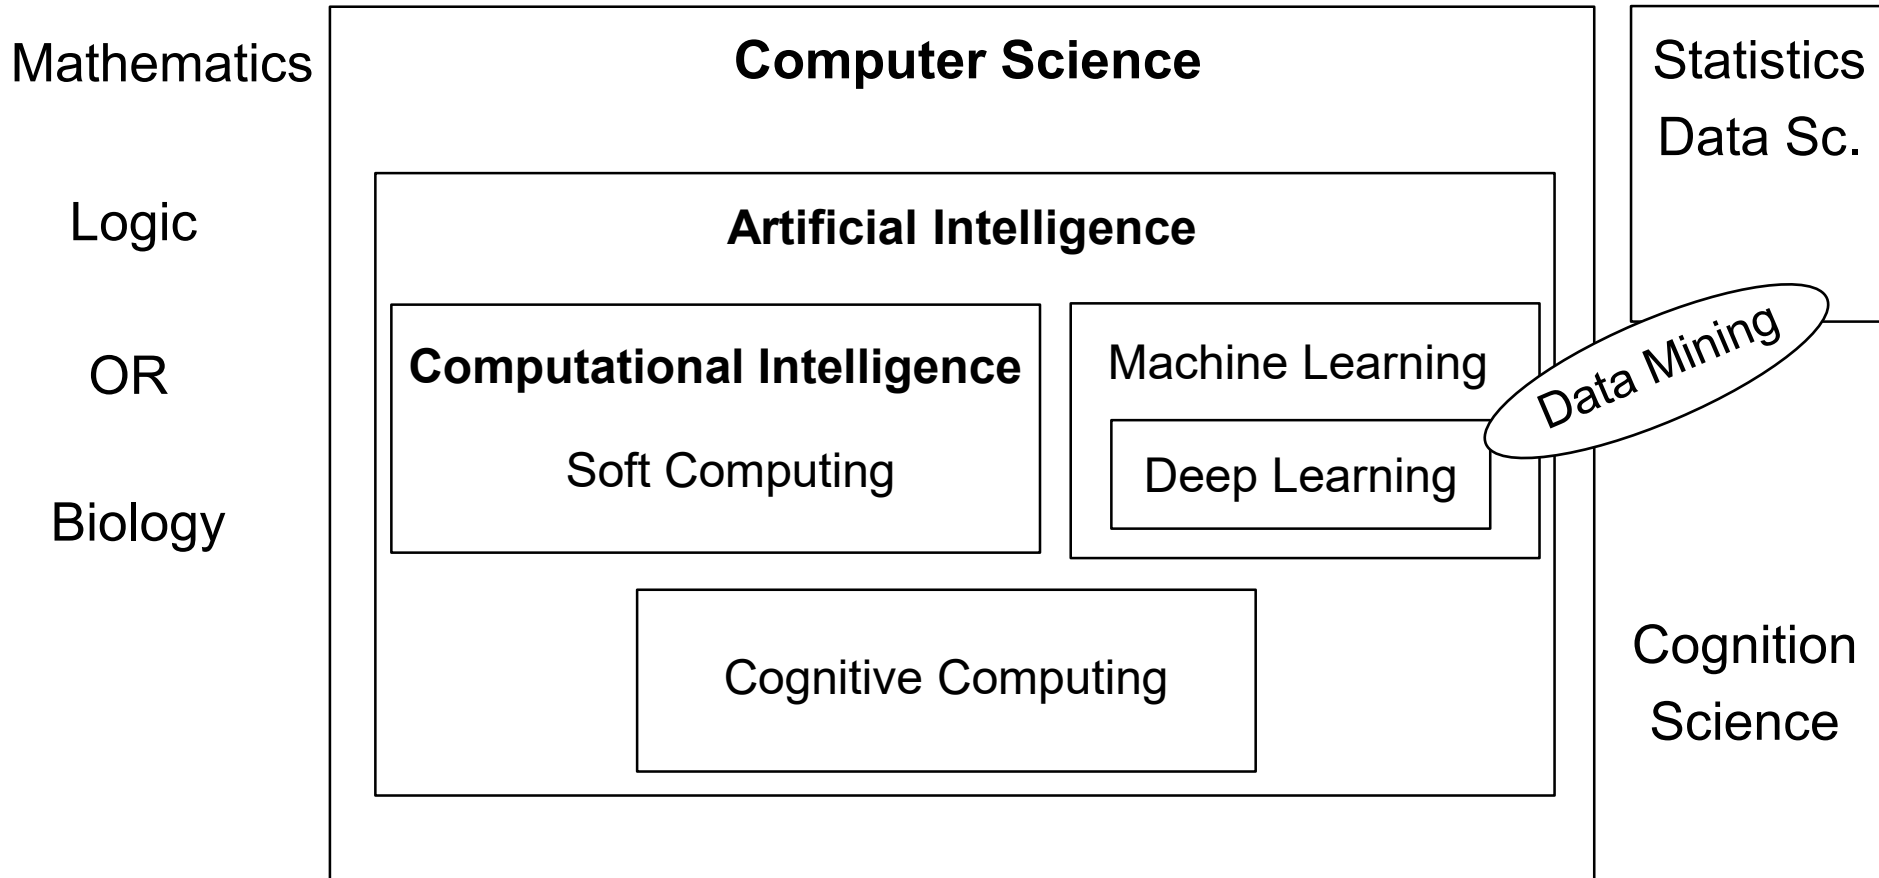 Mathematics
Logic
OR
Biology
Computer Science
Artificial Intelligence
Computational Intelligence
Soft Computing
Machine Learning
Deep Learning
Cognitive Computing
Statistics
Data Sc.
Data Mining
Cognition
Science